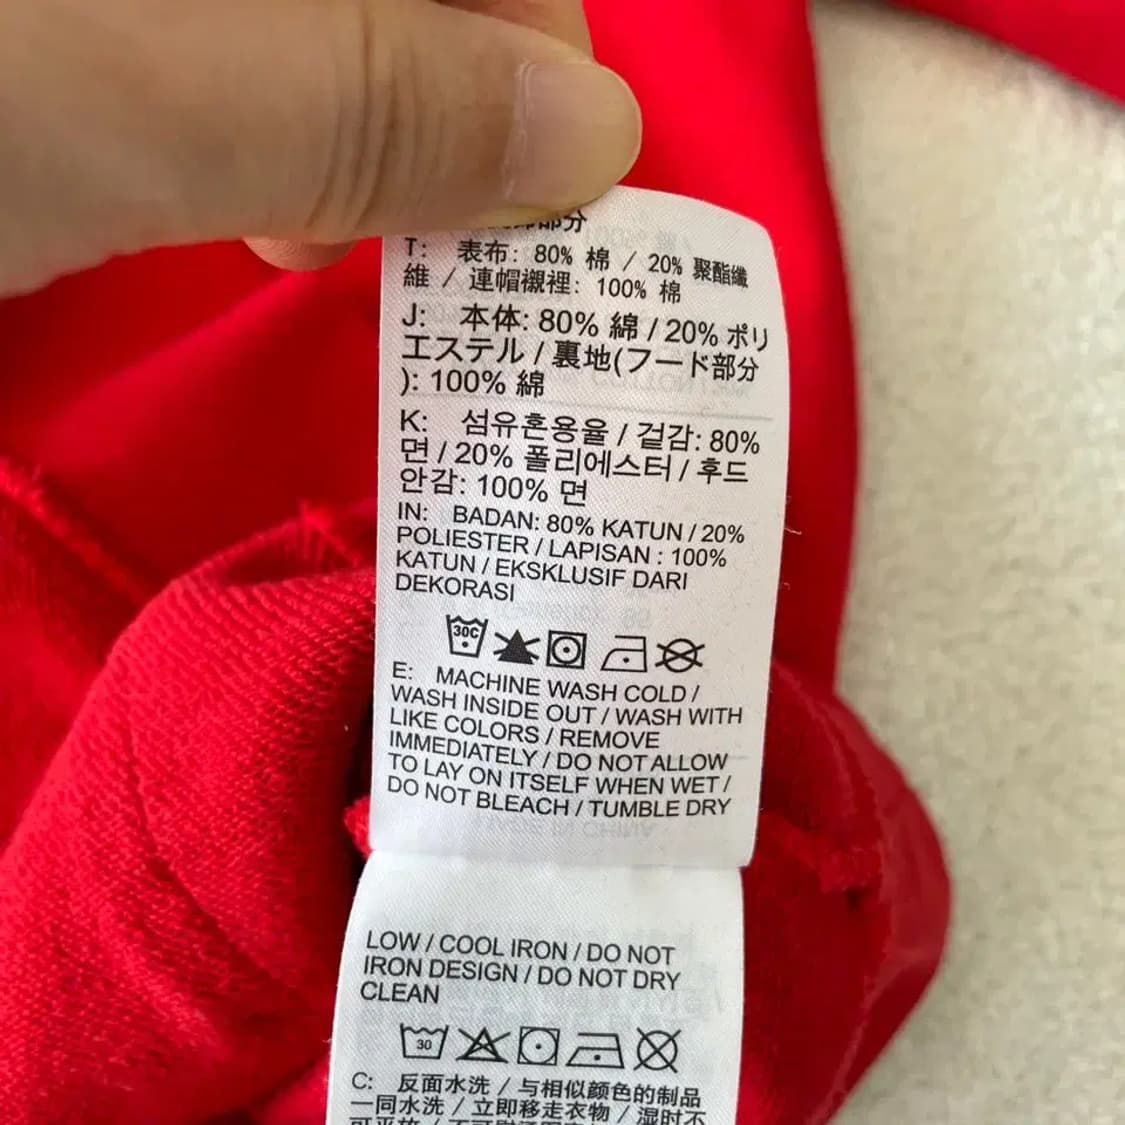 部分
T: 表布: 80% 棉 / 20% 聚酯纖
維 / 連帽襯裡: 100% 棉
J: 本体: 80% 綿 / 20% ポリ
エステル / 裏地(フード部分
): 100% 綿
K: 섬유혼용율 / 겉감: 80%
면 / 20% 폴리에스터 / 후드
안감: 100% 면
IN: BADAN: 80% KATUN / 20%
POLIESTER / LAPISAN : 100%
KATUN / EKSKLUSIF DARI
DEKORASI
30C
E: MACHINE WASH COLD /
WASH INSIDE OUT / WASH WITH
LIKE COLORS / REMOVE
IMMEDIATELY / DO NOT ALLOW
TO LAY ON ITSELF WHEN WET /
DO NOT BLEACH / TUMBLE DRY
LOW / COOL IRON / DO NOT
IRON DESIGN / DO NOT DRY
CLEAN
30
C: 反面水洗 / 与相似颜色的制品
一同水洗 / 立即移走衣物 / 湿时不